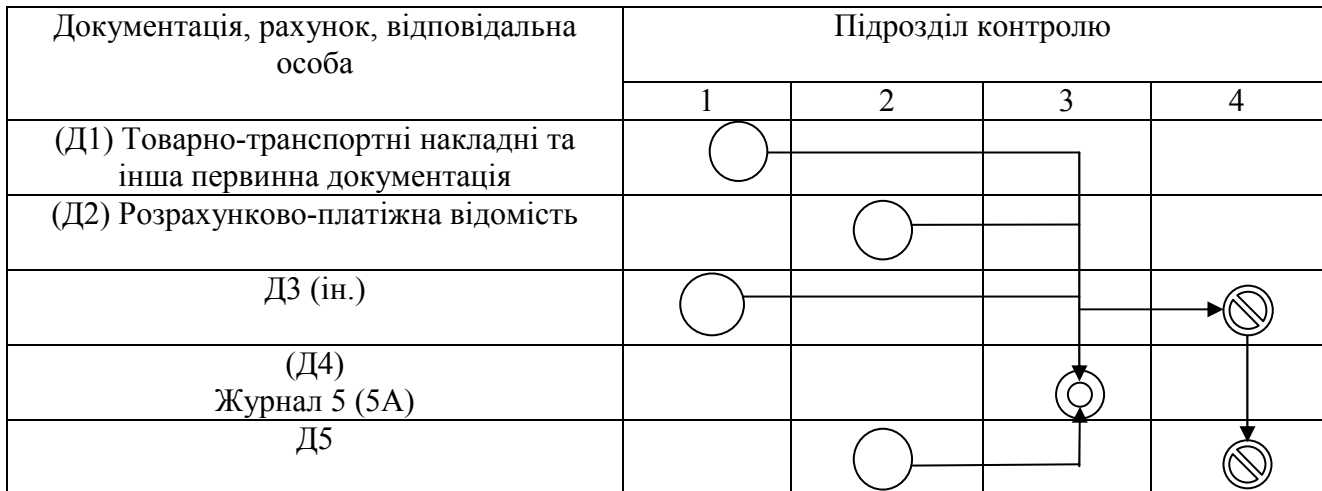 Документація, рахунок, відповідальна
особа
Підрозділ контролю
1 2 3 4
(Д1) Товарно-транспортні накладні та
інша первинна документація
(Д2) Розрахунково-платіжна відомість
Д3 (ін.)
(Д4)
Журнал 5 (5А)
Д5